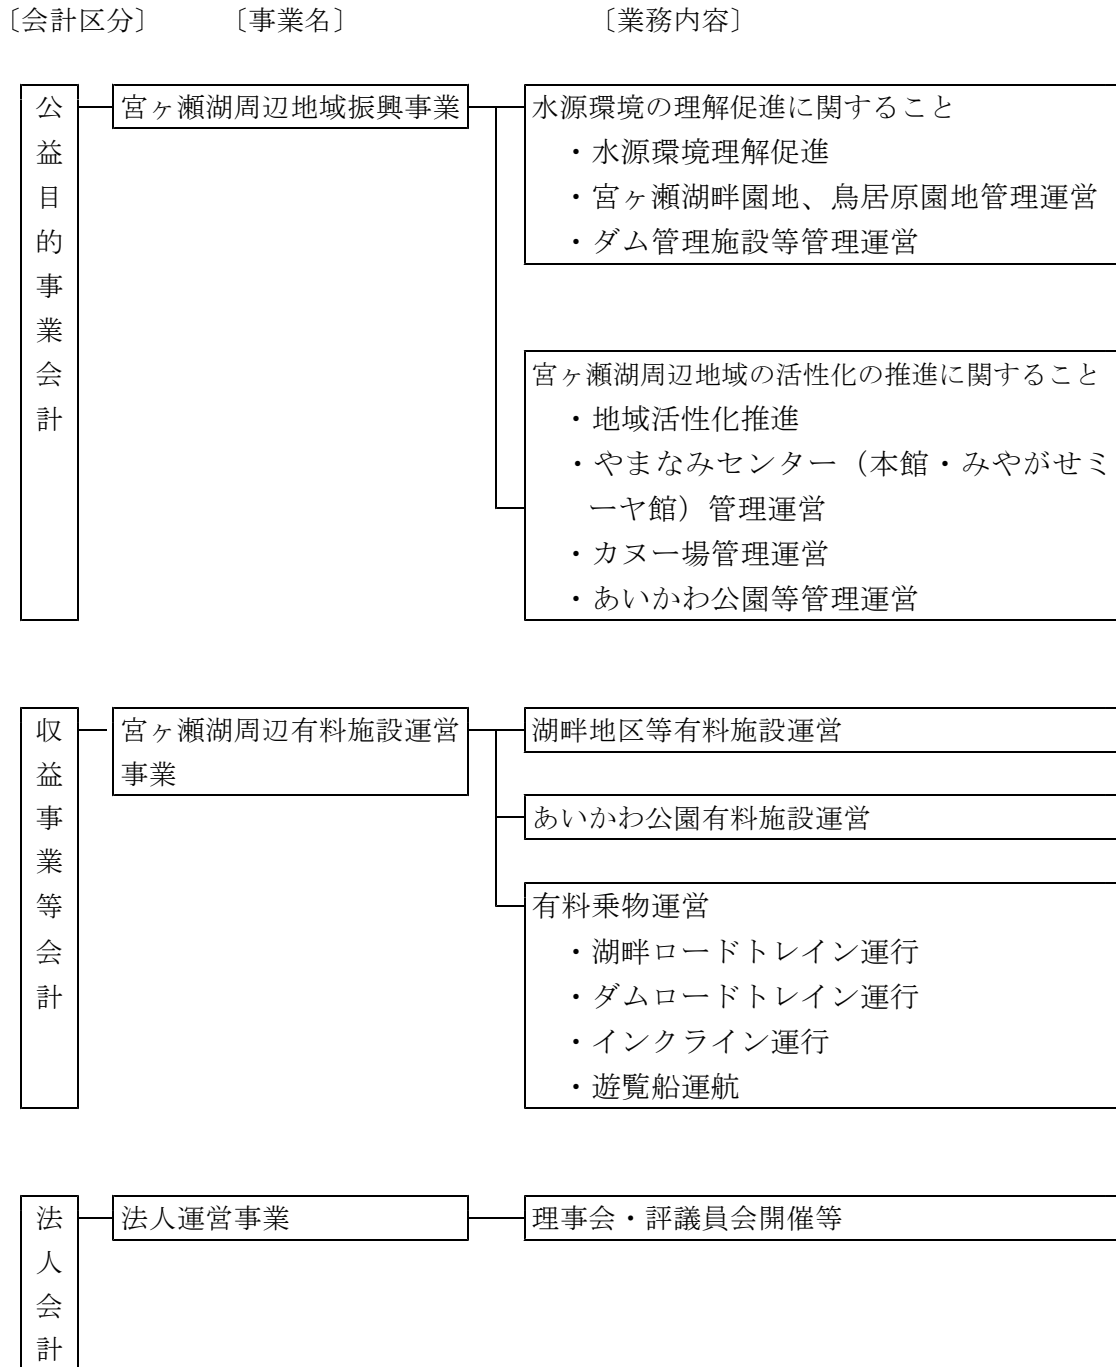 〔会計区分〕 〔事業名〕 〔業務内容〕
公益目的事業会計
宮ヶ瀬湖周辺地域振興事業
水源環境の理解促進に関すること
・水源環境理解促進
・宮ヶ瀬湖畔園地、鳥居原園地管理運営
・ダム管理施設等管理運営
宮ヶ瀬湖周辺地域の活性化の推進に関すること
・地域活性化推進
・やまなみセンター（本館・みやがせミ
ーヤ館）管理運営
・カヌー場管理運営
・あいかわ公園等管理運営
収益事業等会計
宮ヶ瀬湖周辺有料施設運営
事業
湖畔地区等有料施設運営
あいかわ公園有料施設運営
有料乗物運営
・湖畔ロードトレイン運行
・ダムロードトレイン運行
・インクライン運行
・遊覧船運航
法人会計
法人運営事業
理事会・評議員会開催等